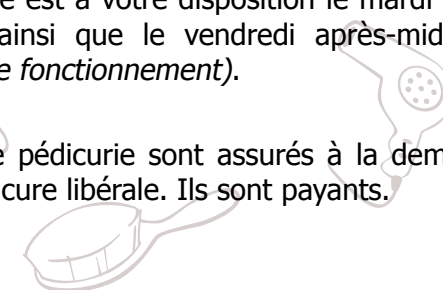 est à votre disposition le mardi
ainsi que le vendredi après-mid
e fonctionnement).
e pédicurie sont assurés à la dem
cure libérale. Ils sont payants.